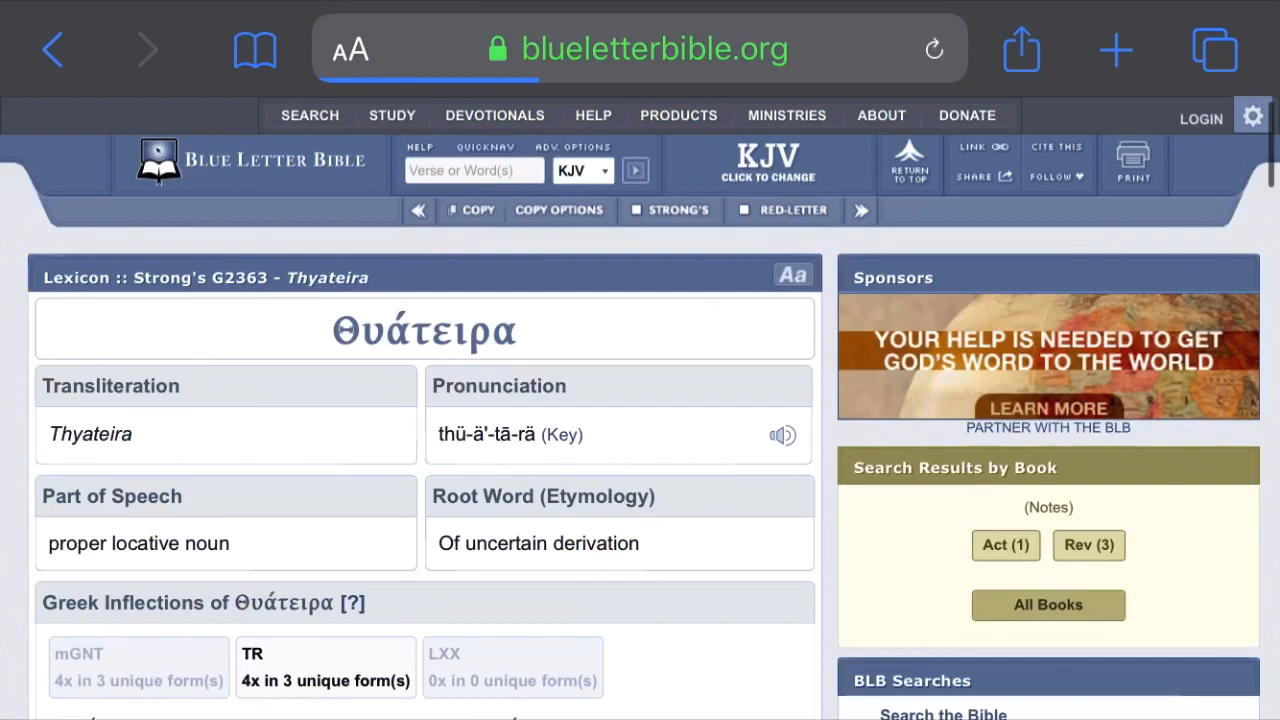 AA blueletterbible.org
SEARCH STUDY DEVOTIONALS HELP PRODUCTS MINISTRIES ABOUT DONATE LOGIN
BLUE LETTER BIBLE
HELP QUICKNAV ADV. OPTIONS
Verse or Word(s) KJV
KJV
CLICK TO CHANGE
RETURN
TO TOP
LINK CITE THIS
SHARE FOLLOW
PRINT
COPY COPY OPTIONS STRONG'S RED-LETTER
Lexicon :: Strong's G2363 - Thyateira Aa
Θυάτειρα
Transliteration
Thyateira
Pronunciation
thü-ä'-tā-rä (Key)
Part of Speech
proper locative noun
Root Word (Etymology)
Of uncertain derivation
Greek Inflections of Θυάτειρα [?]
mGNT
4x in 3 unique form(s)
TR
4x in 3 unique form(s)
LXX
0x in 0 unique form(s)
Sponsors
YOUR HELP IS NEEDED TO GET
GOD'S WORD TO THE WORLD
LEARN MORE
PARTNER WITH THE BLB
Search Results by Book
(Notes)
Act (1) Rev (3)
All Books
BLB Searches
Search the Bible